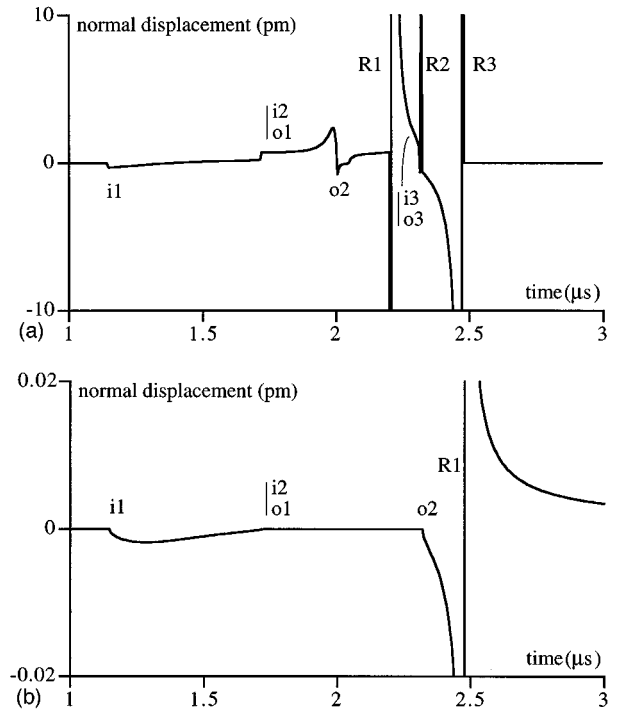 10
normal displacement (pm)
R1
R2
R3
i2
o1
0
i1
o2
i3
o3
-10
time(µs)
(a)
1
1.5
2
2.5
3
0.02
normal displacement (pm)
R1
i1
i2
o1
o2
0
time(µs)
-0.02
(b)
1
1.5
2
2.5
3